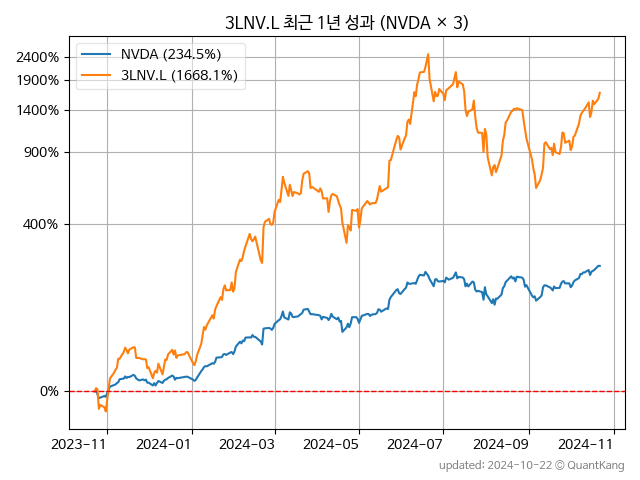 3LNV.L 최근 1년 성과 (NVDA × 3)
NVDA (234.5%)
3LNV.L (1668.1%)
2400%
1900%
1400%
900%
400%
0%
2023-11 2024-01 2024-03 2024-05 2024-07 2024-09 2024-11
updated: 2024-10-22 © QuantKang